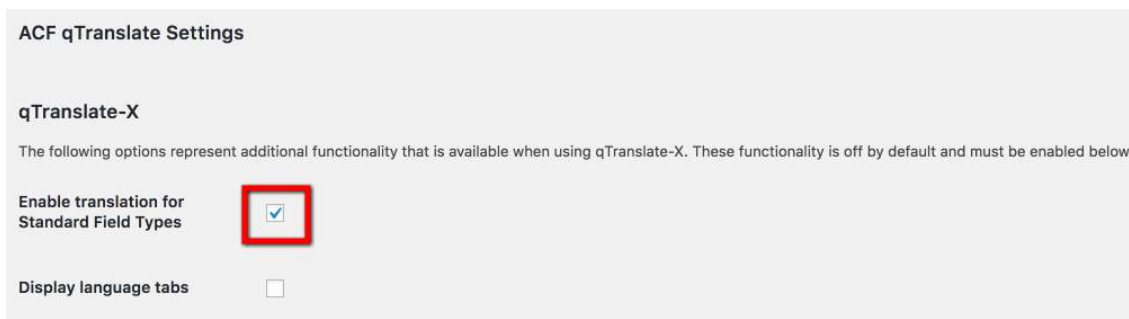 ACF qTranslate Settings
qTranslate-X
The following options represent additional functionality that is available when using qTranslate-X. These functionality is off by default and must be enabled below
Enable translation for
Standard Field Types
Display language tabs